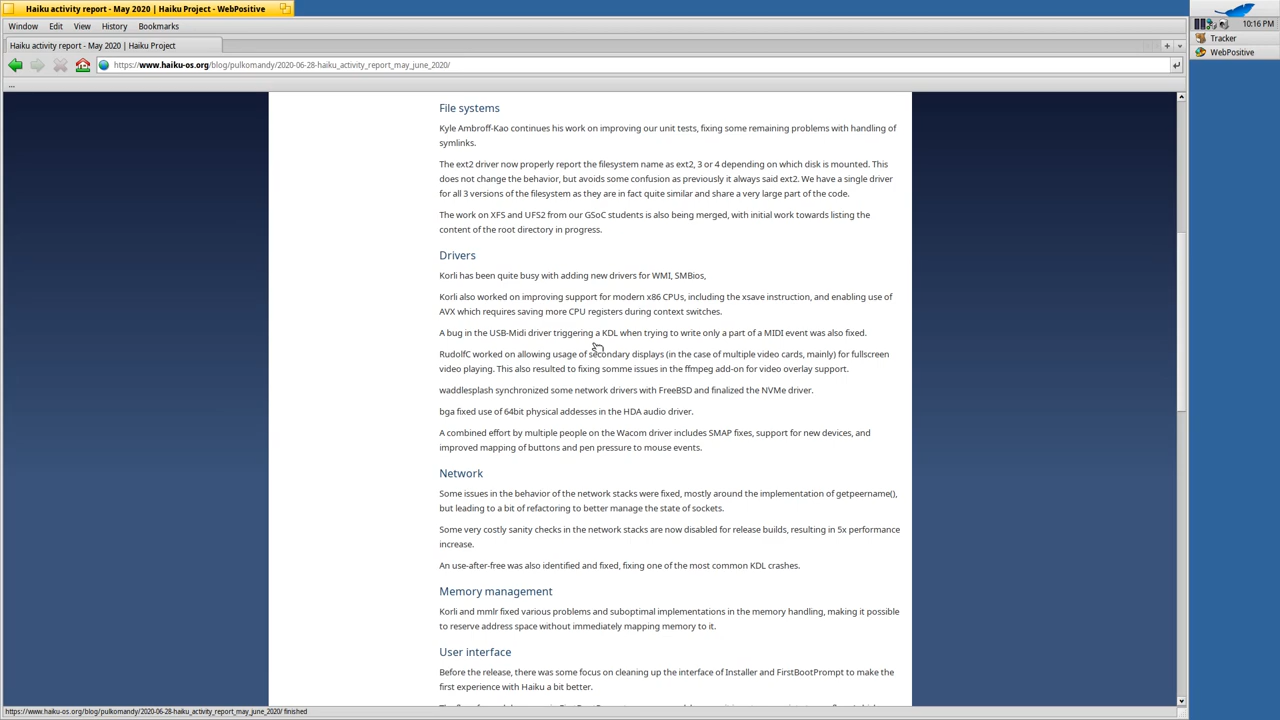 Haiku activity report - May 2020 | Haiku Project - WebPositive
10:16 PM
Window Edit View History Bookmarks
Tracker
Haiku activity report - May 2020 | Haiku Project
WebPositive
https://www.haiku-os.org/blog/pulkomandy/2020-06-28-haiku_activity_report_may_june_2020/
...
File systems
Kyle Ambroff-Kao continues his work on improving our unit tests, fixing some remaining problems with handling of
symlinks.
The ext2 driver now properly report the filesystem name as ext2, 3 or 4 depending on which disk is mounted. This
does not change the behavior, but avoids some confusion as previously it always said ext2. We have a single driver
for all 3 versions of the filesystem as they are in fact quite similar and share a very large part of the code.
The work on XFS and UFS2 from our GSoC students is also being merged, with initial work towards listing the
content of the root directory in progress.
Drivers
Korli has been quite busy with adding new drivers for WMI, SMBios,
Korli also worked on improving support for modern x86 CPUs, including the xsave instruction, and enabling use of
AVX which requires saving more CPU registers during context switches.
A bug in the USB-Midi driver triggering a KDL when trying to write only a part of a MIDI event was also fixed.
RudolfC worked on allowing usage of secondary displays (in the case of multiple video cards, mainly) for fullscreen
video playing. This also resulted to fixing somme issues in the ffmpeg add-on for video overlay support.
waddlesplash synchronized some network drivers with FreeBSD and finalized the NVMe driver.
bga fixed use of 64bit physical addesses in the HDA audio driver.
A combined effort by multiple people on the Wacom driver includes SMAP fixes, support for new devices, and
improved mapping of buttons and pen pressure to mouse events.
Network
Some issues in the behavior of the network stacks were fixed, mostly around the implementation of getpeername(),
but leading to a bit of refactoring to better manage the state of sockets.
Some very costly sanity checks in the network stacks are now disabled for release builds, resulting in 5x performance
increase.
An use-after-free was also identified and fixed, fixing one of the most common KDL crashes.
Memory management
Korli and mmlr fixed various problems and suboptimal implementations in the memory handling, making it possible
to reserve address space without immediately mapping memory to it.
User interface
Before the release, there was some focus on cleaning up the interface of Installer and FirstBootPrompt to make the
first experience with Haiku a bit better.
https://www.haiku-os.org/blog/pulkomandy/2020-06-28-haiku_activity_report_may_june_2020/ finished